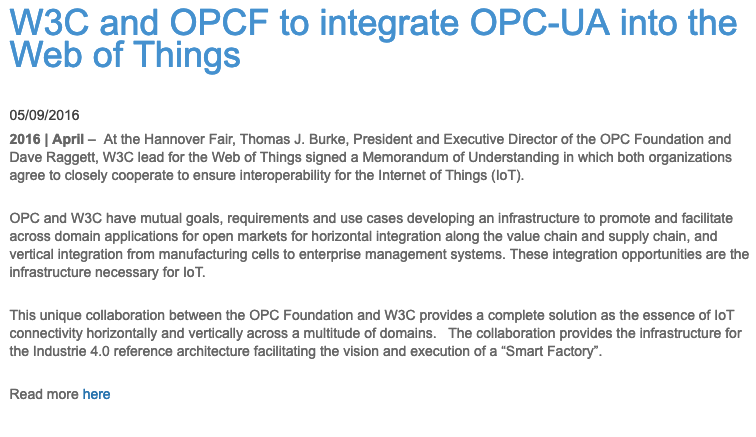 W3C and OPCF to integrate OPC-UA into the
Web of Things
05/09/2016
2016 | April –  At the Hannover Fair, Thomas J. Burke, President and Executive Director of the OPC Foundation and
Dave Raggett, W3C lead for the Web of Things signed a Memorandum of Understanding in which both organizations
agree to closely cooperate to ensure interoperability for the Internet of Things (IoT).
OPC and W3C have mutual goals, requirements and use cases developing an infrastructure to promote and facilitate
across domain applications for open markets for horizontal integration along the value chain and supply chain, and
vertical integration from manufacturing cells to enterprise management systems. These integration opportunities are the
infrastructure necessary for IoT.
This unique collaboration between the OPC Foundation and W3C provides a complete solution as the essence of IoT
connectivity horizontally and vertically across a multitude of domains.   The collaboration provides the infrastructure for
the Industrie 4.0 reference architecture facilitating the vision and execution of a “Smart Factory”.
Read more here